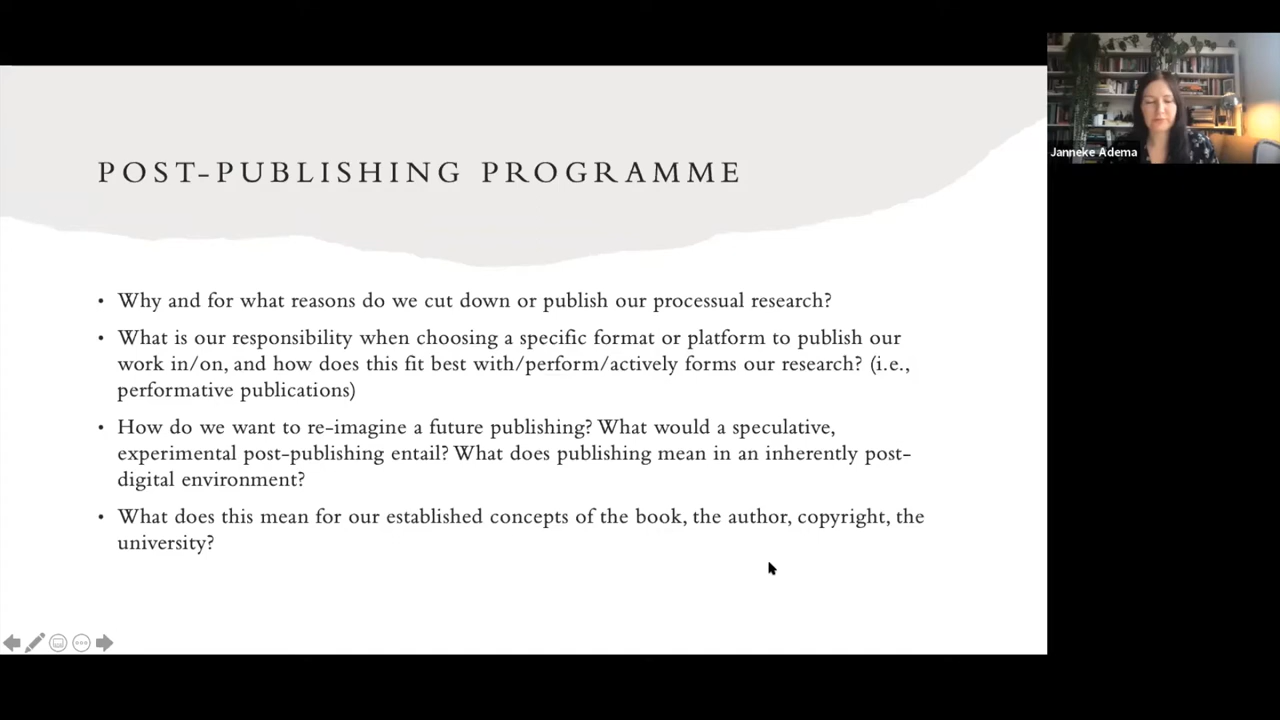 POST-PUBLISHING PROGRAMME
Janneke Adema
• Why and for what reasons do we cut down or publish our processual research?
• What is our responsibility when choosing a specific format or platform to publish our
work in/on, and how does this fit best with/perform/actively forms our research? (i.e.,
performative publications)
• How do we want to re-imagine a future publishing? What would a speculative,
experimental post-publishing entail? What does publishing mean in an inherently post-
digital environment?
• What does this mean for our established concepts of the book, the author, copyright, the
university?